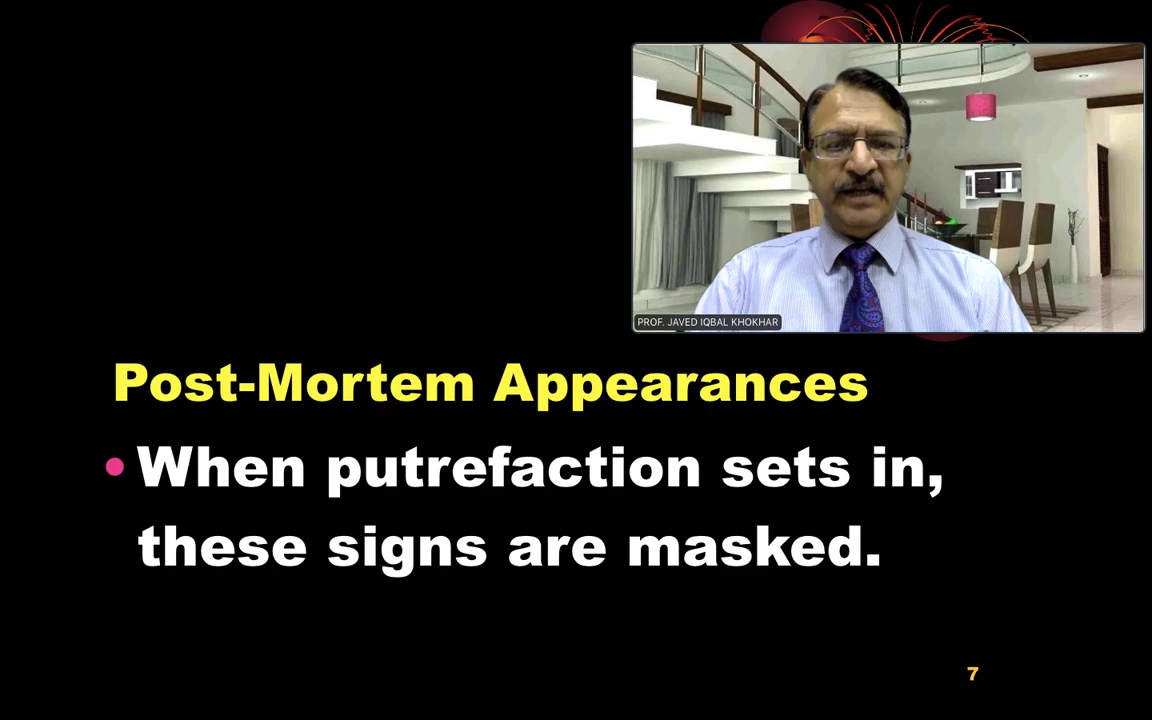 PROF. JAVED IQBAL KHOKHAR
Post-Mortem Appearances
• When putrefaction sets in,
these signs are masked.
7